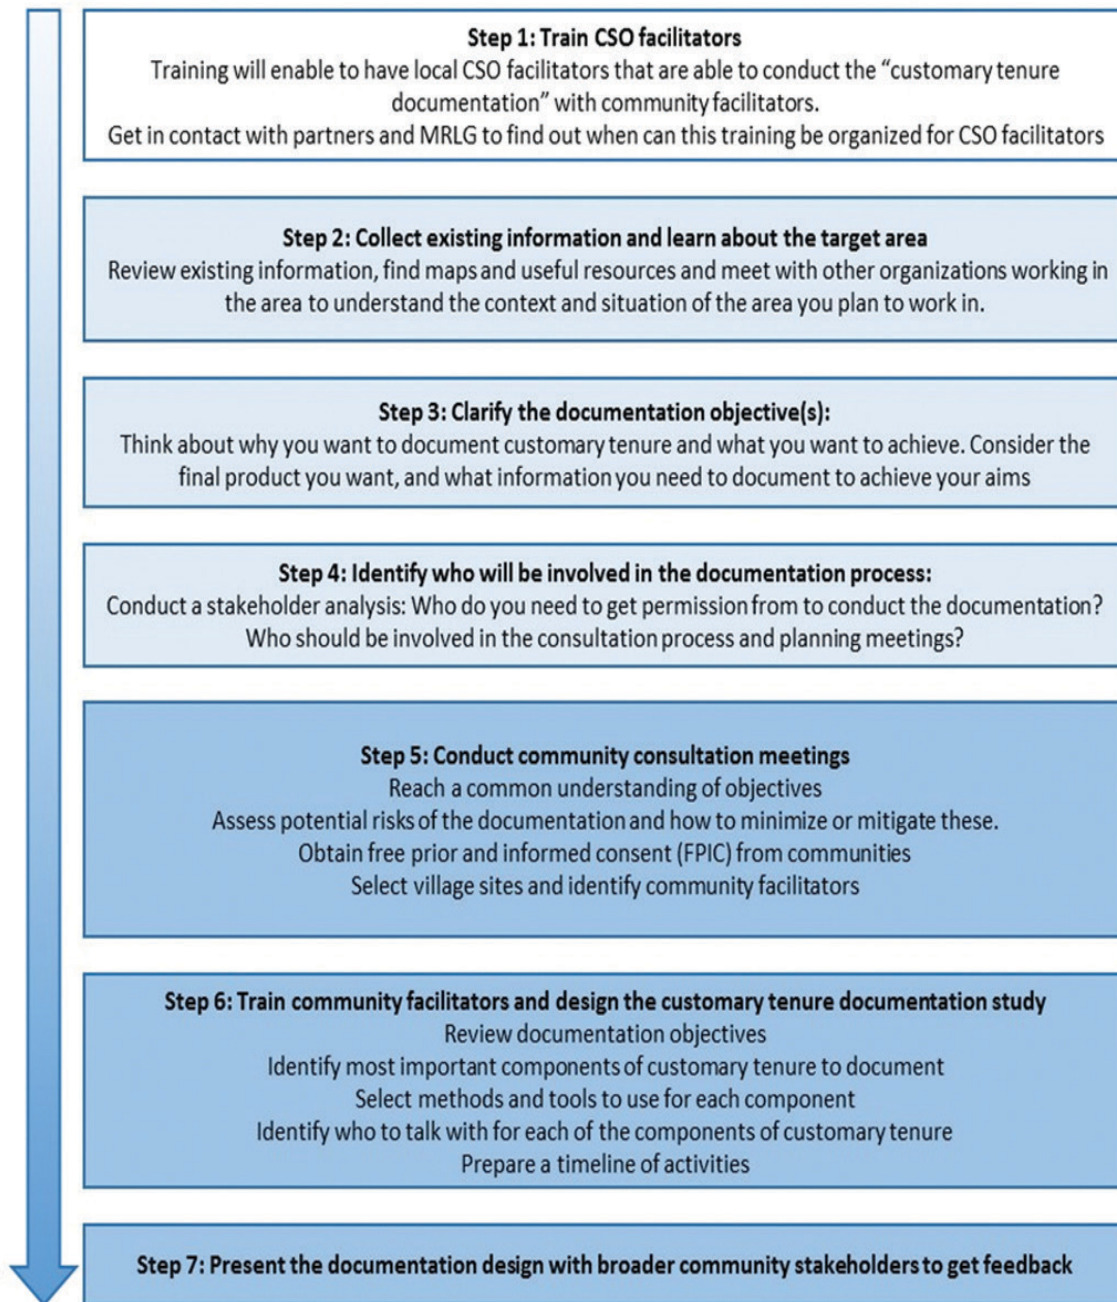 Step 1: Train CSO facilitators
Training will enable to have local CSO facilitators that are able to conduct the “customary tenure
documentation” with community facilitators.
Get in contact with partners and MRLG to find out when can this training be organized for CSO facilitators
Step 2: Collect existing information and learn about the target area
Review existing information, find maps and useful resources and meet with other organizations working in
the area to understand the context and situation of the area you plan to work in.
Step 3: Clarify the documentation objective(s):
Think about why you want to document customary tenure and what you want to achieve. Consider the
final product you want, and what information you need to document to achieve your aims
Step 4: Identify who will be involved in the documentation process:
Conduct a stakeholder analysis: Who do you need to get permission from to conduct the documentation?
Who should be involved in the consultation process and planning meetings?
Step 5: Conduct community consultation meetings
Reach a common understanding of objectives
Assess potential risks of the documentation and how to minimize or mitigate these.
Obtain free prior and informed consent (FPIC) from communities
Select village sites and identify community facilitators
Step 6: Train community facilitators and design the customary tenure documentation study
Review documentation objectives
Identify most important components of customary tenure to document
Select methods and tools to use for each component
Identify who to talk with for each of the components of customary tenure
Prepare a timeline of activities
Step 7: Present the documentation design with broader community stakeholders to get feedback